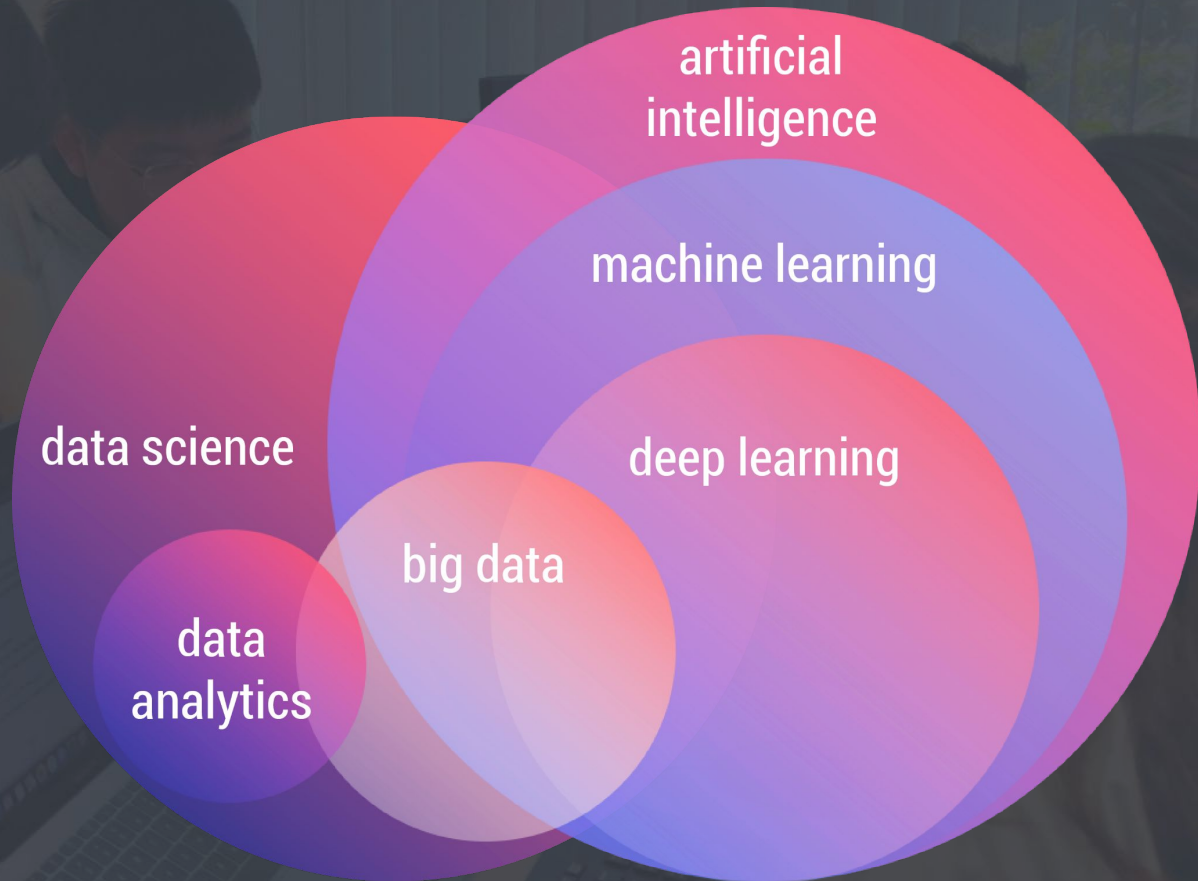 artificial
intelligence
machine learning
data science
deep learning
big data
data
analytics